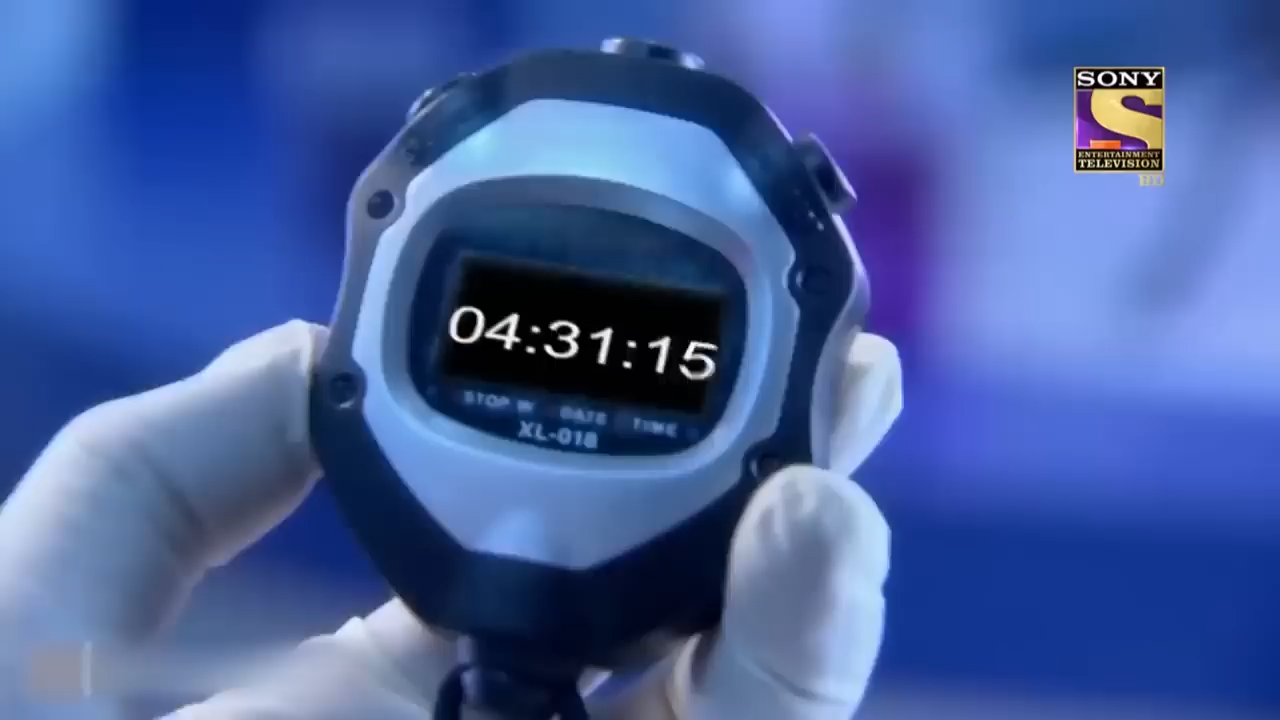 SONY
ENTERTAINMENT
TELEVISION
HD
04:31:15
STOP W DATE TIME
XL-018